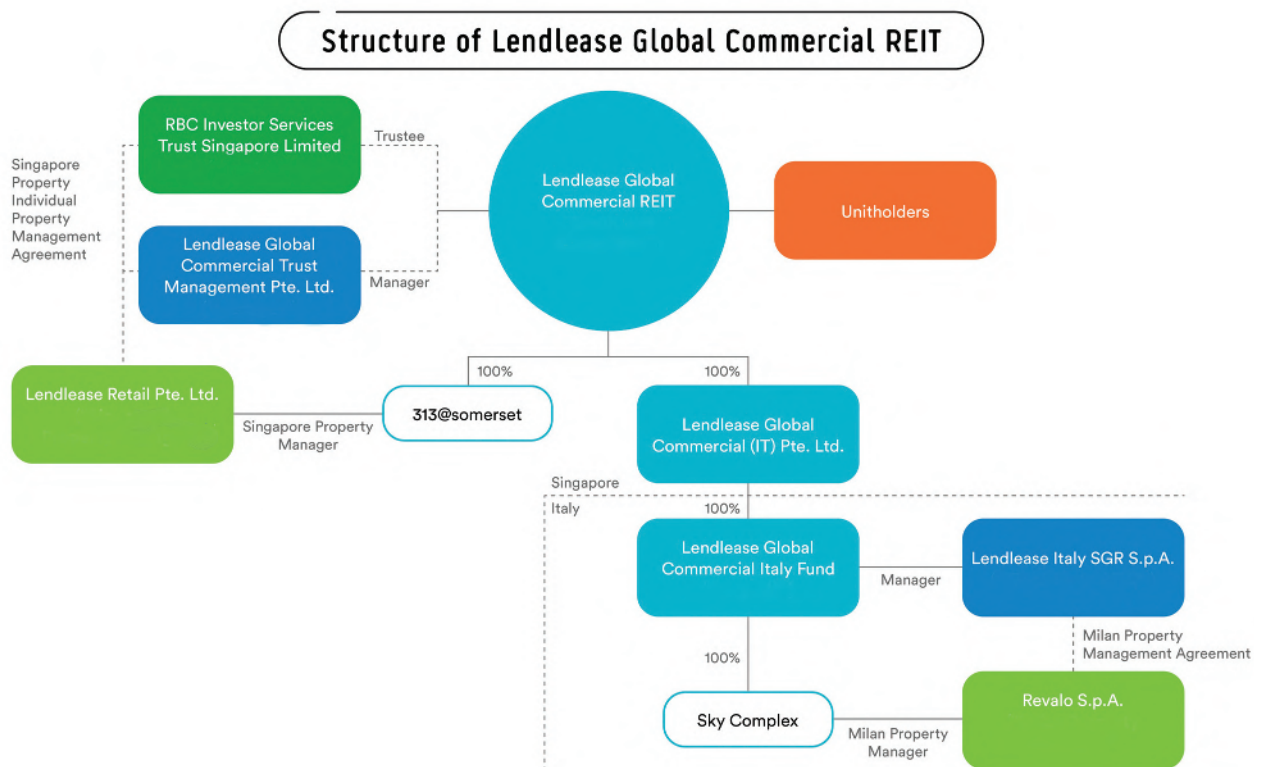 Structure of Lendlease Global Commercial REIT
RBC Investor Services
Trust Singapore Limited
Trustee
Singapore
Property
Individual
Property
Management
Agreement
Lendlease Global
Commercial REIT
Unitholders
Lendlease Global
Commercial Trust
Management Pte. Ltd.
Manager
100%
100%
Lendlease Retail Pte. Ltd.
Singapore Property
Manager
313@somerset
Lendlease Global
Commercial (IT) Pte. Ltd.
Singapore
Italy
100%
Lendlease Global
Commercial Italy Fund
Manager
Lendlease Italy SGR S.p.A.
100%
Milan Property
Management Agreement
Sky Complex
Milan Property
Manager
Revalo S.p.A.